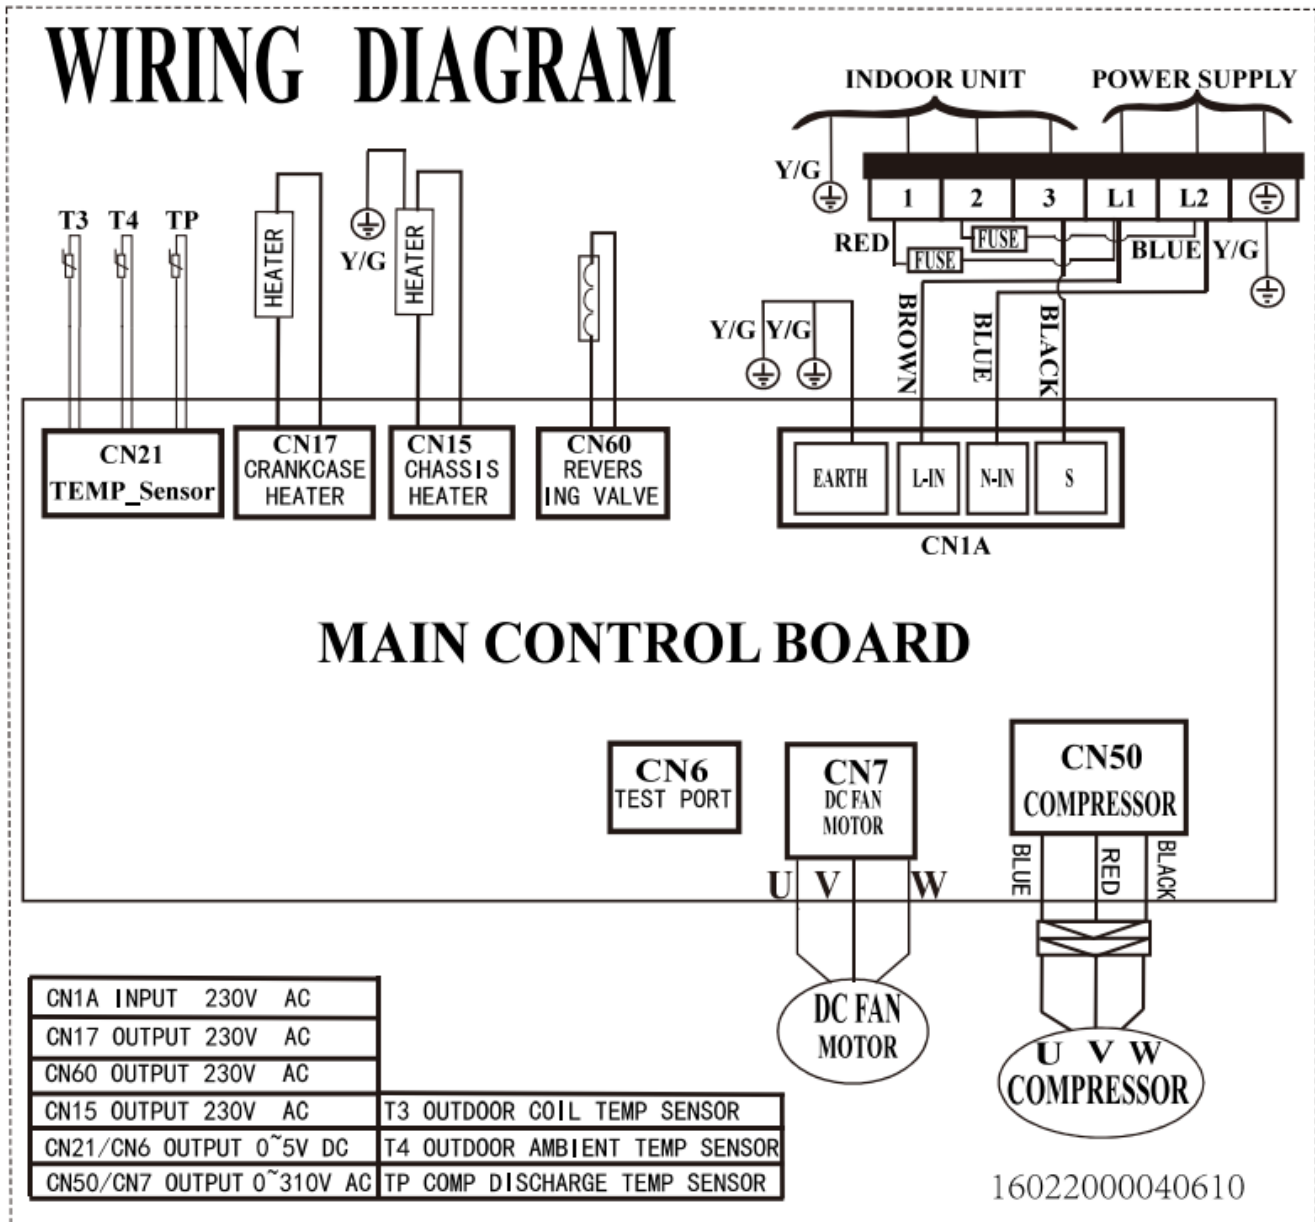 WIRING DIAGRAM
INDOOR UNIT
POWER SUPPLY
Y/G
1
2
3
L1
L2
RED
FUSE
FUSE
BLUE
Y/G
T3
T4
TP
HEATER
Y/G
HEATER
Y/G
Y/G
BROWN
BLUE
BLACK
CN21
TEMP_Sensor
CN17
CRANKCASE
HEATER
CN15
CHASSIS
HEATER
CN60
REVERS
ING VALVE
EARTH
L-IN
N-IN
S
CN1A
MAIN CONTROL BOARD
CN6
TEST PORT
CN7
DC FAN
MOTOR
CN50
COMPRESSOR
U
V
W
BLUE
RED
BLACK
DC FAN
MOTOR
U V W
COMPRESSOR
CN1A INPUT 230V AC
CN17 OUTPUT 230V AC
CN60 OUTPUT 230V AC
CN15 OUTPUT 230V AC
T3 OUTDOOR COIL TEMP SENSOR
CN21/CN6 OUTPUT 0~5V DC
T4 OUTDOOR AMBIENT TEMP SENSOR
CN50/CN7 OUTPUT 0~310V AC
TP COMP DISCHARGE TEMP SENSOR
16022000040610